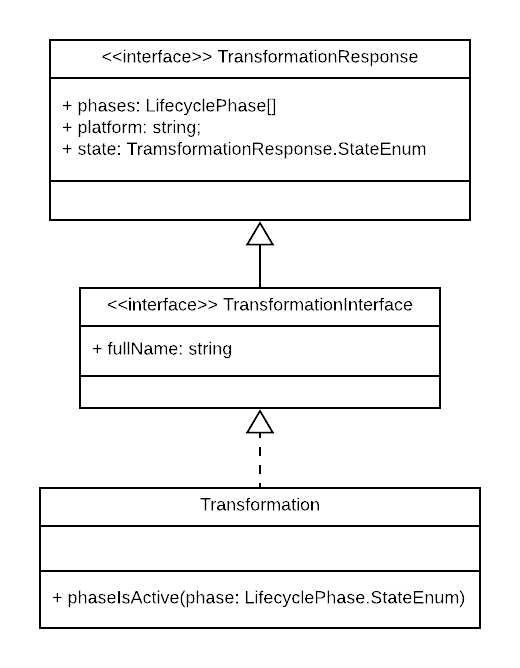 <<interface>> TransformationResponse
+ phases: LifecyclePhase[]
+ platform: string;
+ state: TramsformationResponse.StateEnum
<<interface>> TransformationInterface
+ fullName: string
Transformation
+ phaseIsActive(phase: LifecyclePhase.StateEnum)